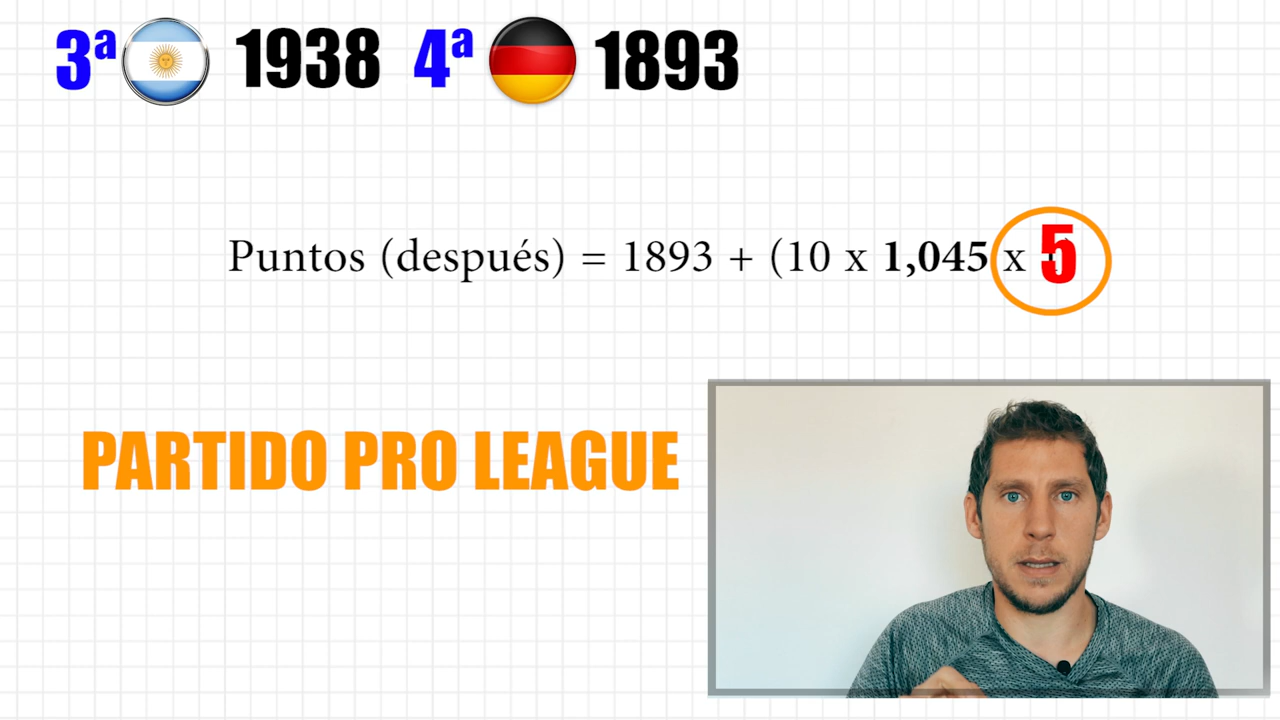 3ª 1938 4ª 1893
Puntos (después) = 1893 + (10 x 1,045 x 5
PARTIDO PRO LEAGUE